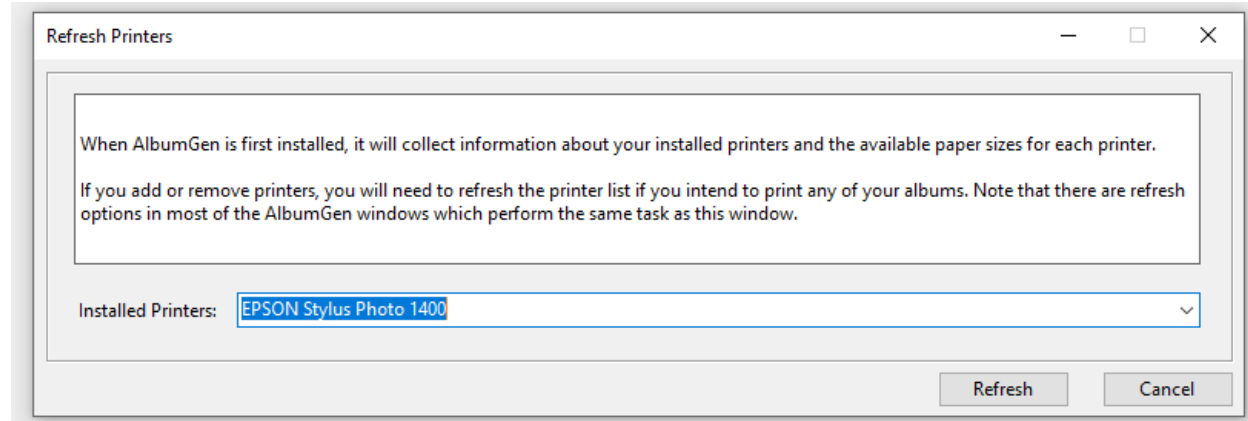 Refresh Printers
When AlbumGen is first installed, it will collect information about your installed printers and the available paper sizes for each printer.
If you add or remove printers, you will need to refresh the printer list if you intend to print any of your albums. Note that there are refresh
options in most of the AlbumGen windows which perform the same task as this window.
Installed Printers: EPSON Stylus Photo 1400
Refresh Cancel